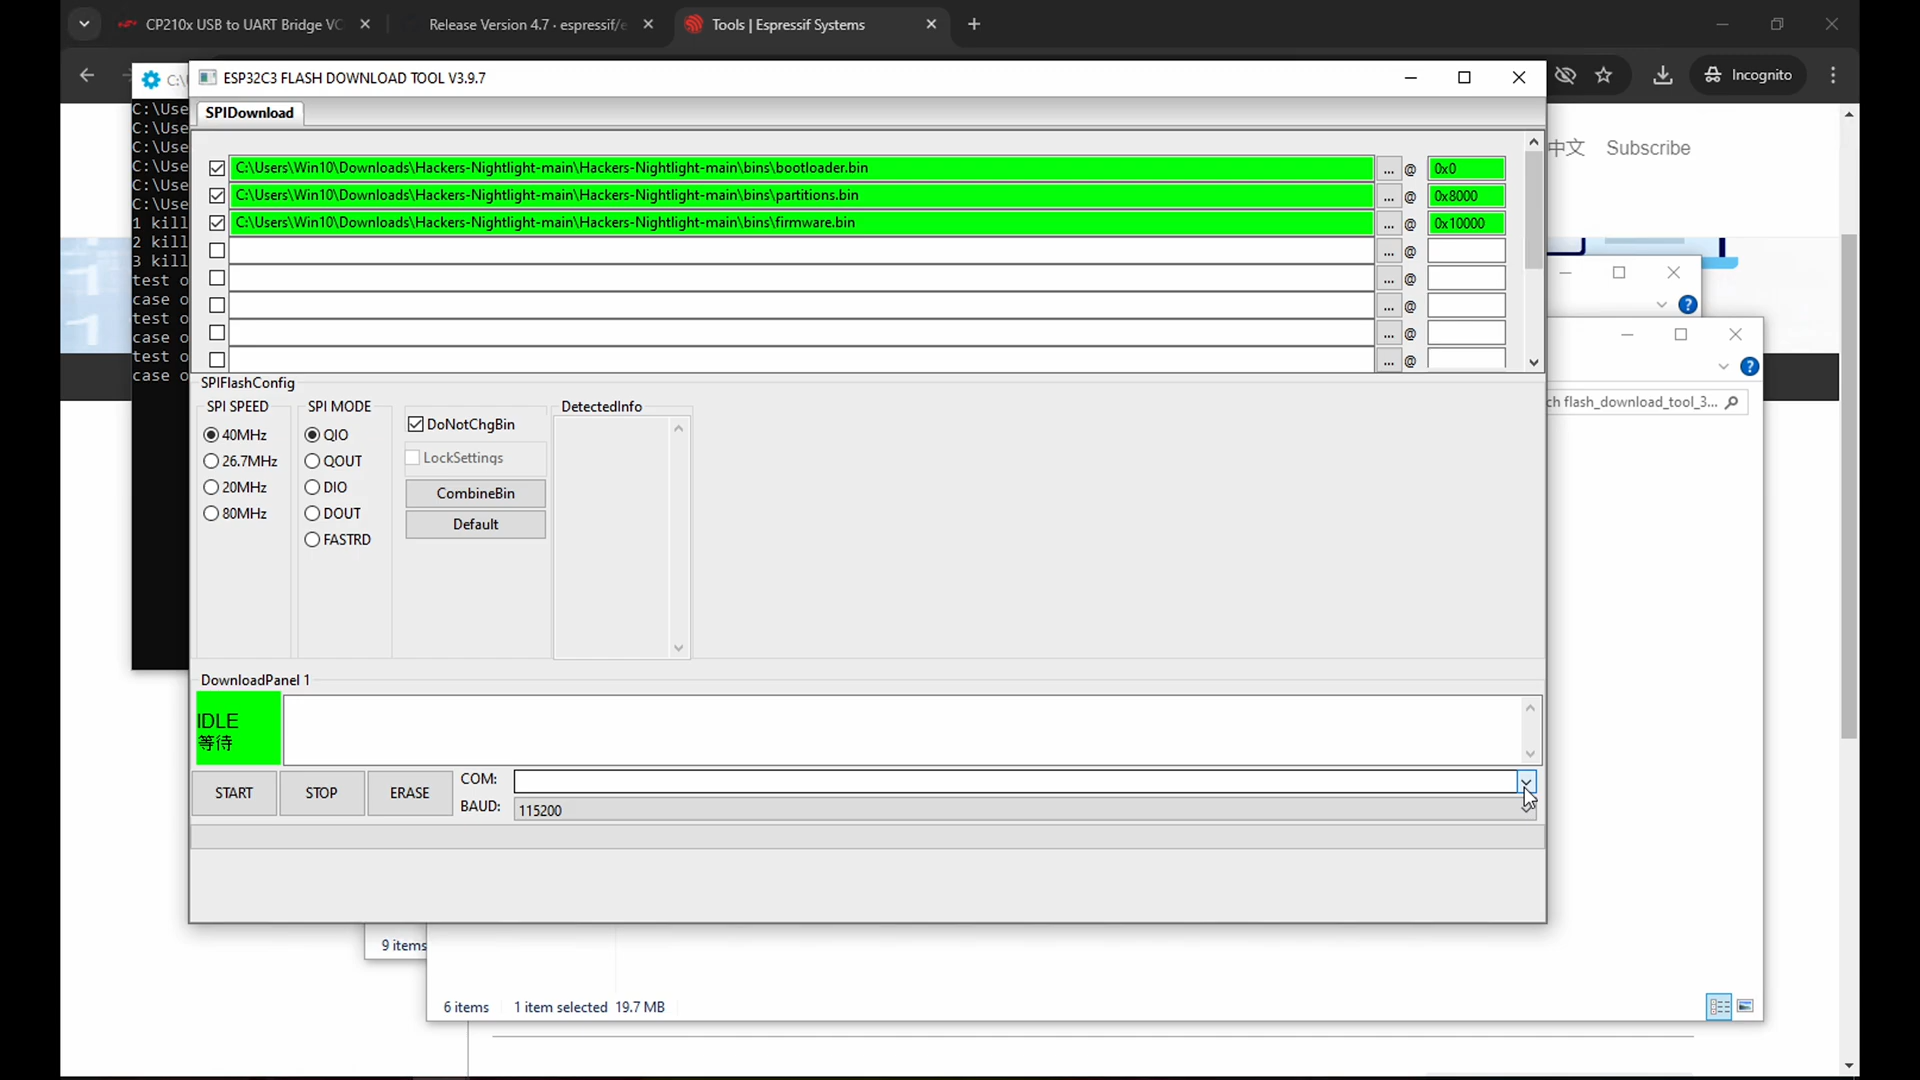 CP210x USB to UART Bridge VC
Release Version 4.7 · espressif/e
Tools | Espressif Systems
Incognito
C:\
ESP32C3 FLASH DOWNLOAD TOOL V3.9.7
SPIDownload
中文
Subscribe
C:\Use
C:\Use
C:\Use
C:\Use
C:\Use
C:\Use
1 kill
2 kill
3 kill
test o
case o
test o
case o
test o
case o
C:\Users\Win10\Downloads\Hackers-Nightlight-main\Hackers-Nightlight-main\bins\bootloader.bin ... @ 0x0
C:\Users\Win10\Downloads\Hackers-Nightlight-main\Hackers-Nightlight-main\bins\partitions.bin ... @ 0x8000
C:\Users\Win10\Downloads\Hackers-Nightlight-main\Hackers-Nightlight-main\bins\firmware.bin ... @ 0x10000
... @
... @
... @
... @
... @
SPIFlashConfig
SPI SPEED
40MHz
26.7MHz
20MHz
80MHz
SPI MODE
QIO
QOUT
DIO
DOUT
FASTRD
DoNotChgBin
LockSettings
CombineBin
Default
DetectedInfo
ch flash_download_tool_3...
DownloadPanel 1
IDLE
等待
START
STOP
ERASE
COM:
BAUD:
115200
9 items
6 items
1 item selected 19.7 MB